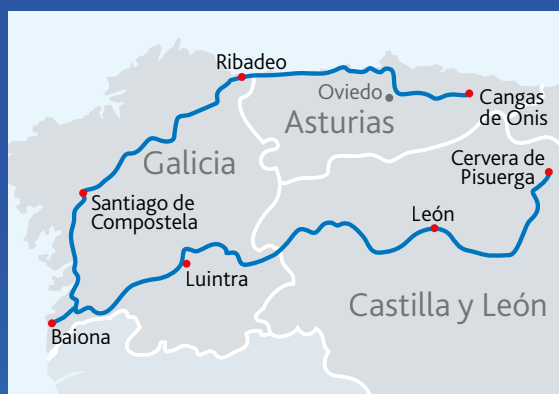 Ribadeo
Oviedo
Cangas
de Onis
Asturias
Cervera de
Pisuerga
Galicia
Santiago de
Compostela
León
Luintra
Castilla y León
Baiona